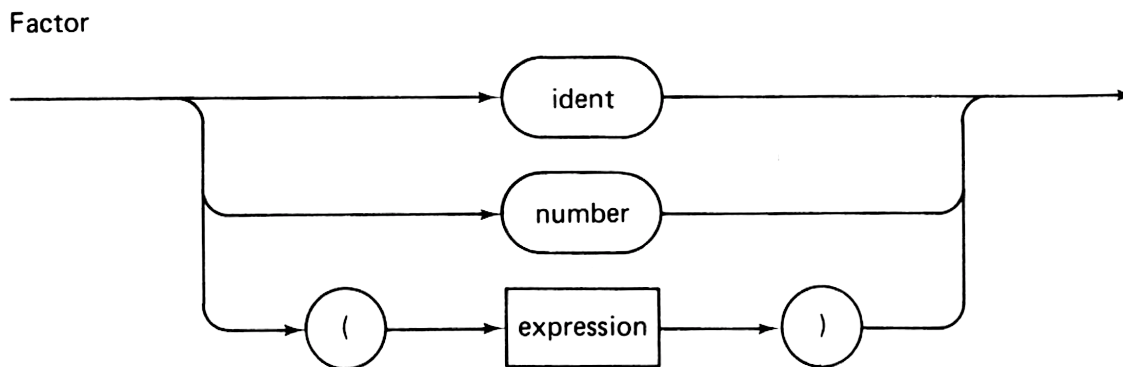 Factor
ident
number
( expression )